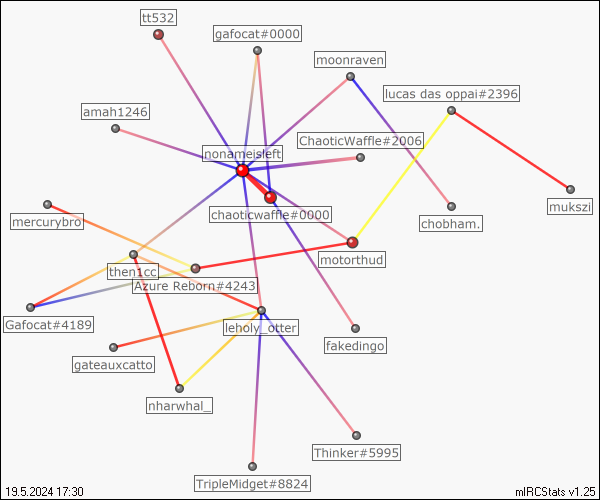 tt532
gafocat#0000
moonraven
lucas das oppai#2396
amah1246
ChaoticWaffle#2006
nonameisleft
mukszi
chaoticwaffle#0000
mercurybro
chobham.
motorthud
then1cc
Azure Reborn#4243
Gafocat#4189
leholy_otter
fakedingo
gateauxcatto
nharwhal_
Thinker#5995
TripleMidget#8824
19.5.2024 17:30
mIRCStats v1.25